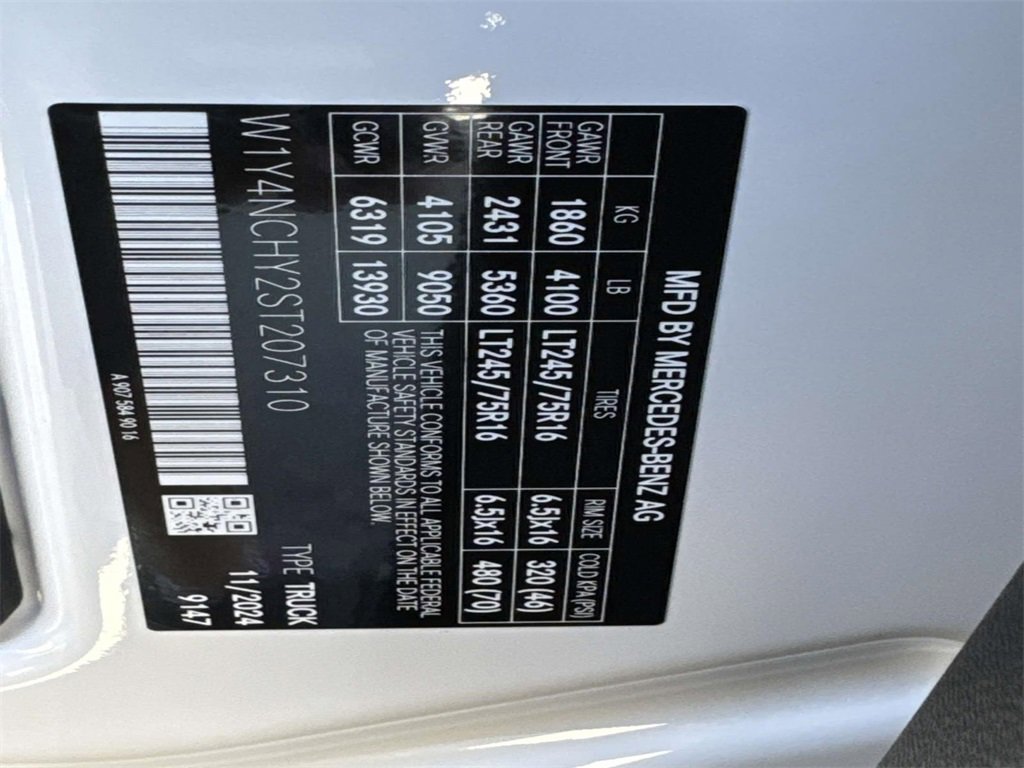 MFD BY MERCEDES-BENZ AG
KG LB TIRES RIM SIZE COLD KPA (PSI)
GAWR FRONT 1860 4100 LT245/75R16 6.5Jx16 320 (46)
GAWR REAR 2431 5360 LT245/75R16 6.5Jx16 480 (70)
GVWR 4105 9050
GCWR 6319 13930
THIS VEHICLE CONFORMS TO ALL APPLICABLE FEDERAL
VEHICLE SAFETY STANDARDS IN EFFECT ON THE DATE
OF MANUFACTURE SHOWN BELOW.
W1Y4NCHY2ST207310
TYPE TRUCK
11/2024
9147
A 907 584 90 16